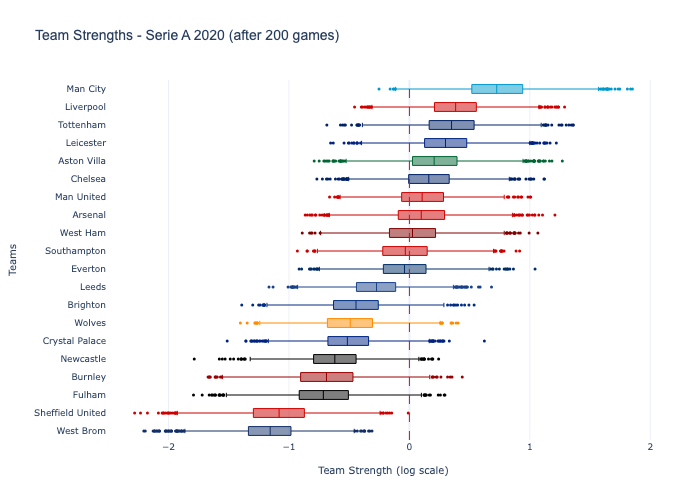 Team Strengths - Serie A 2020 (after 200 games)
Man City
Liverpool
Tottenham
Leicester
Aston Villa
Chelsea
Man United
Arsenal
West Ham
Southampton
Everton
Leeds
Brighton
Wolves
Crystal Palace
Newcastle
Burnley
Fulham
Sheffield United
West Brom
Teams
−2 −1 0 1 2
Team Strength (log scale)